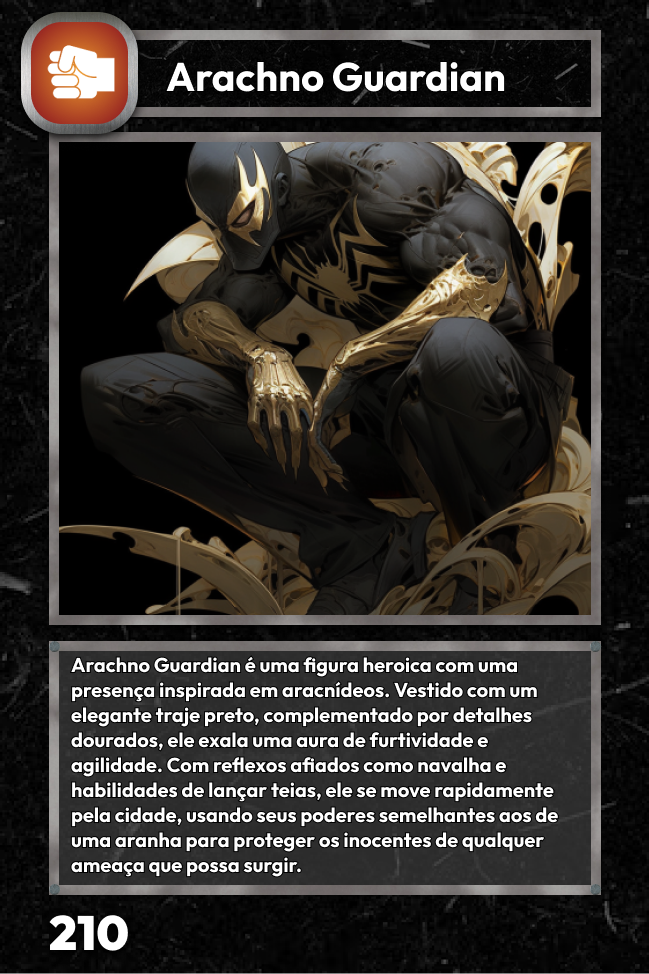 Arachno Guardian
Arachno Guardian é uma figura heroica com uma
presença inspirada em aracnídeos. Vestido com um
elegante traje preto, complementado por detalhes
dourados, ele exala uma aura de furtividade e
agilidade. Com reflexos afiados como navalha e
habilidades de lançar teias, ele se move rapidamente
pela cidade, usando seus poderes semelhantes aos de
uma aranha para proteger os inocentes de qualquer
ameaça que possa surgir.
210